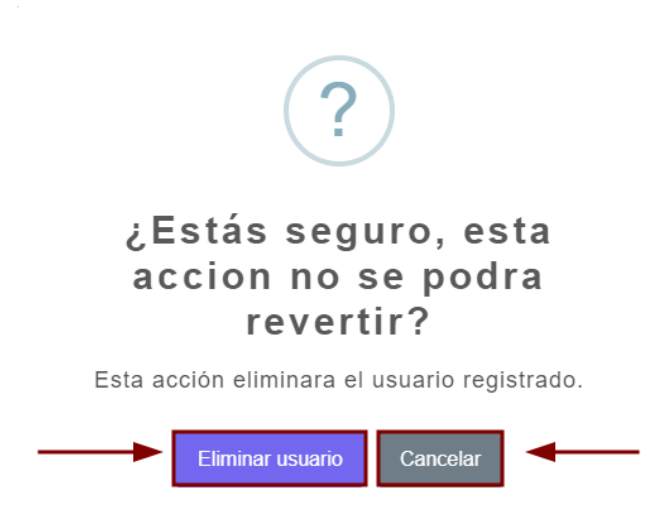 ?
¿Estás seguro, esta
accion no se podra
revertir?
Esta acción eliminara el usuario registrado.
Eliminar usuario Cancelar